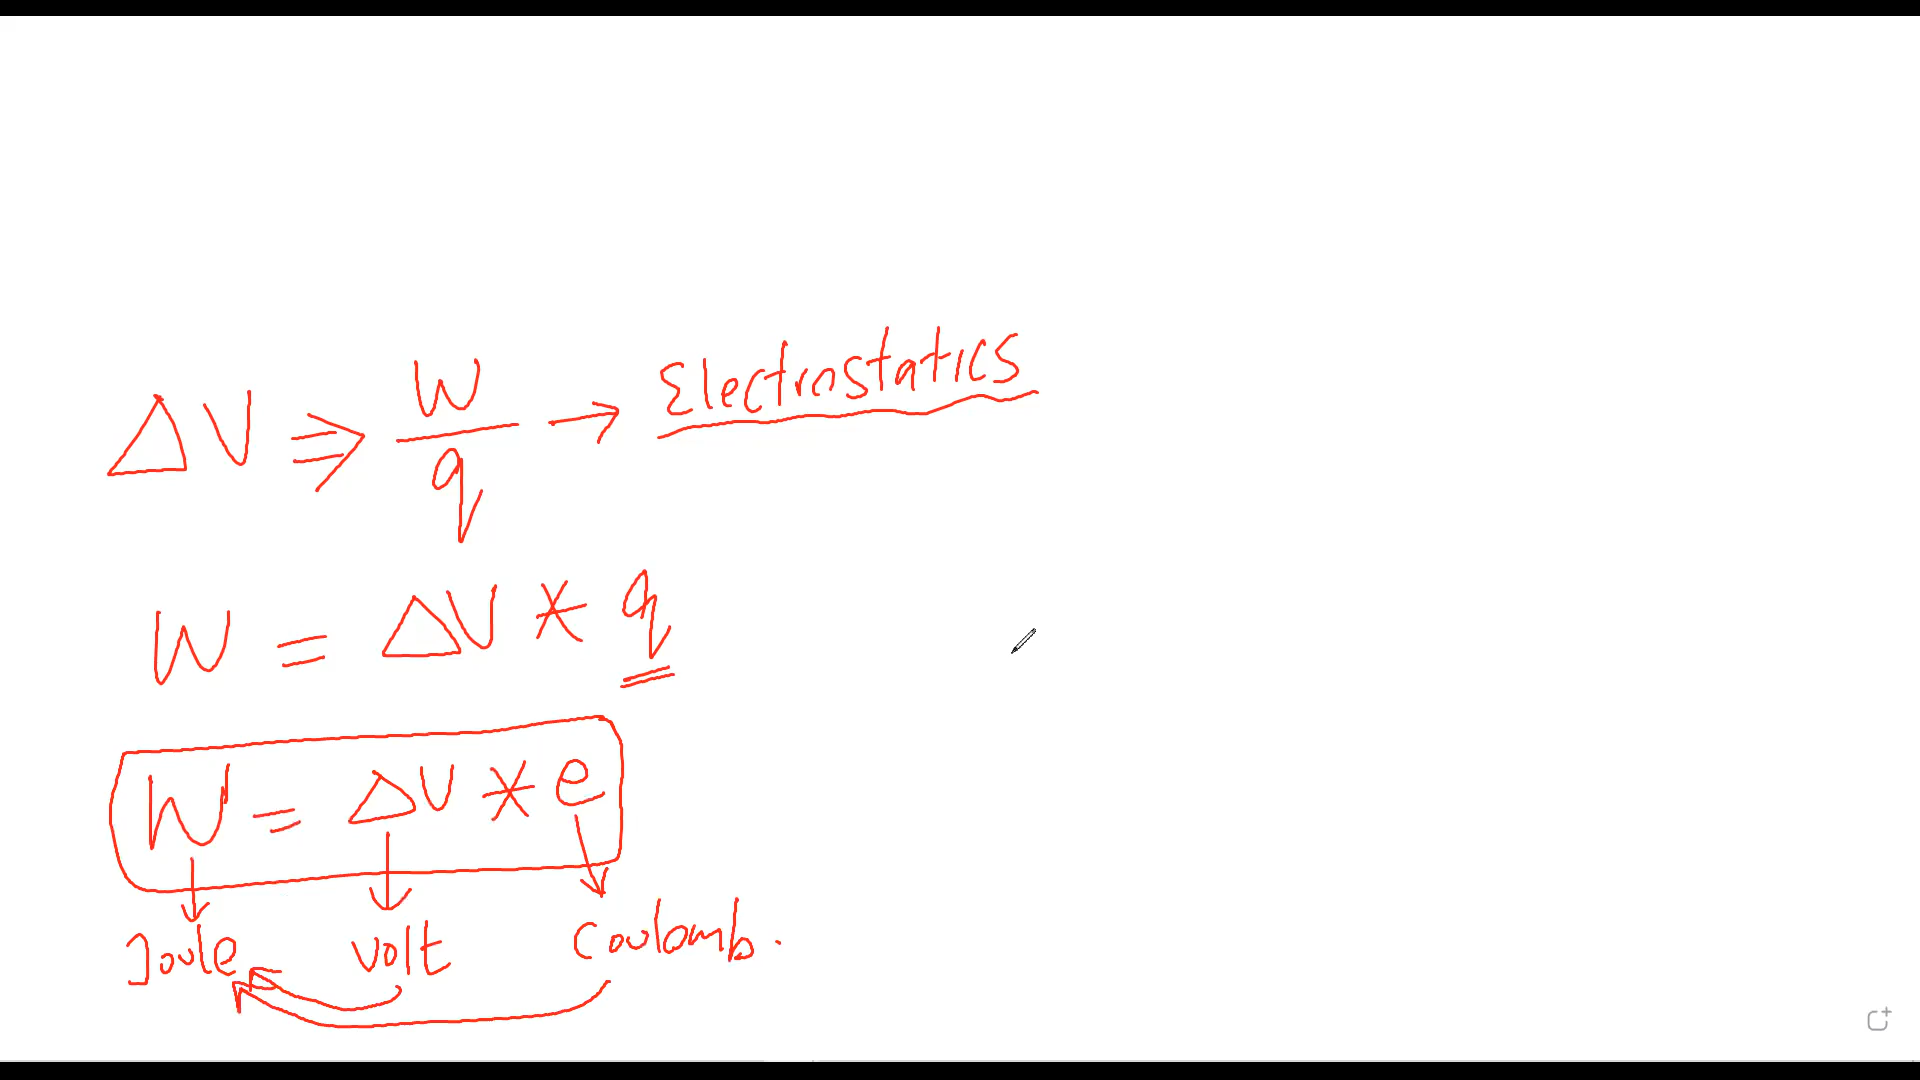 ΔV ⇒ W/q → Electrostatics
W = ΔV * q
W = ΔV * e
Joule volt Coulomb.